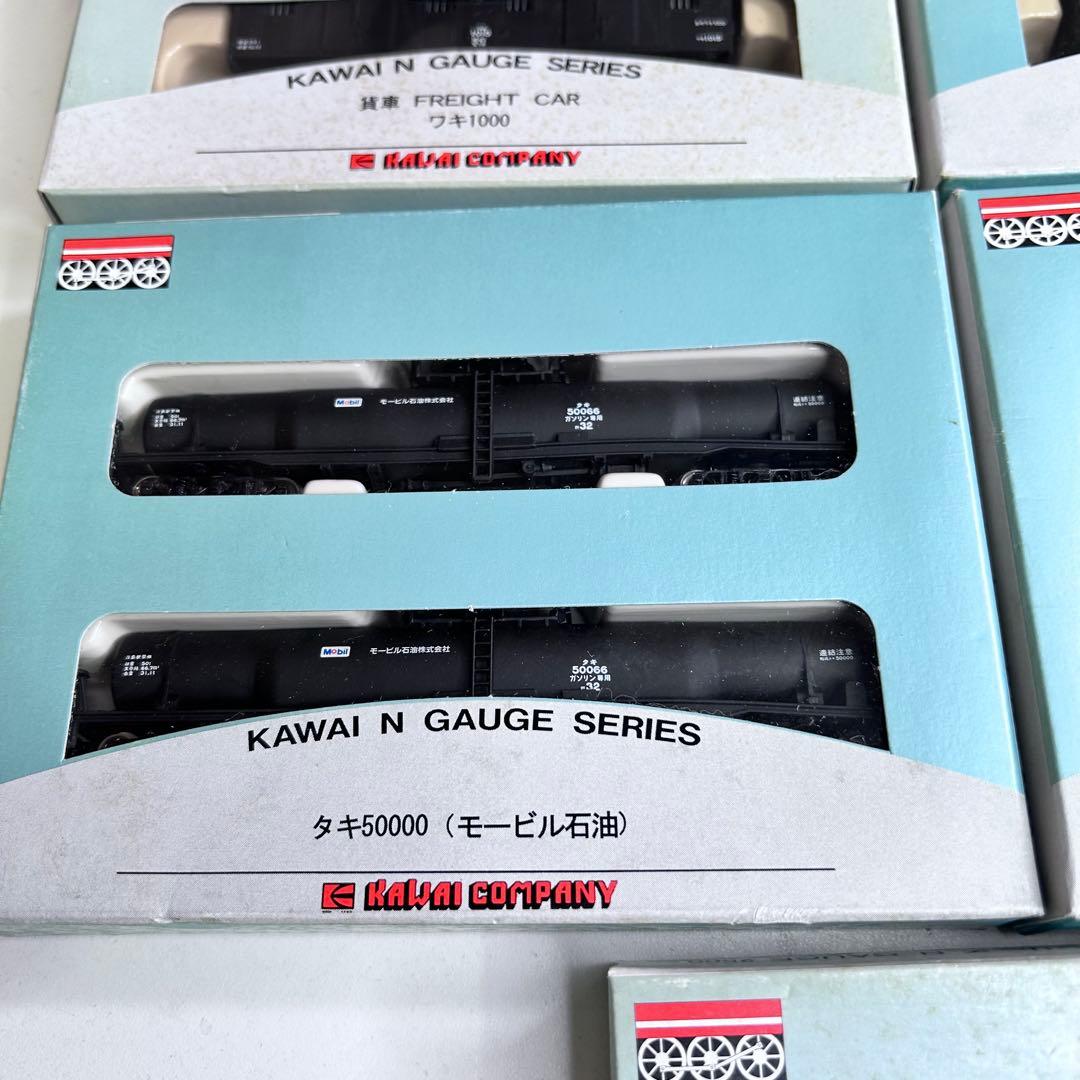 KAWAI N GAUGE SERIES
貨車 FREIGHT CAR
ワキ1000
KAWAI COMPANY
Mobil
モービル石油株式会社
タキ
50066
ガソリン専用
32
連絡注意
Mobil
モービル石油株式会社
タキ
50066
ガソリン専用
32
連絡注意
KAWAI N GAUGE SERIES
タキ50000（モービル石油）
KAWAI COMPANY